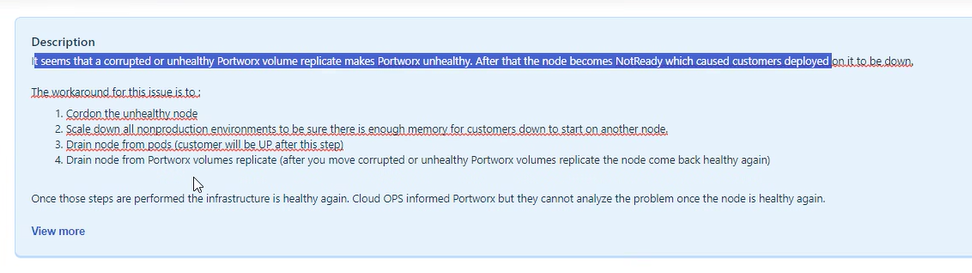 Description
It seems that a corrupted or unhealthy Portworx volume replicate makes Portworx unhealthy. After that the node becomes NotReady which caused customers deployed on it to be down.
The workaround for this issue is to :
1. Cordon the unhealthy node
2. Scale down all nonproduction environments to be sure there is enough memory for customers down to start on another node.
3. Drain node from pods (customer will be UP after this step)
4. Drain node from Portworx volumes replicate (after you move corrupted or unhealthy Portworx volumes replicate the node come back healthy again)
Once those steps are performed the infrastructure is healthy again. Cloud OPS informed Portworx but they cannot analyze the problem once the node is healthy again.
View more